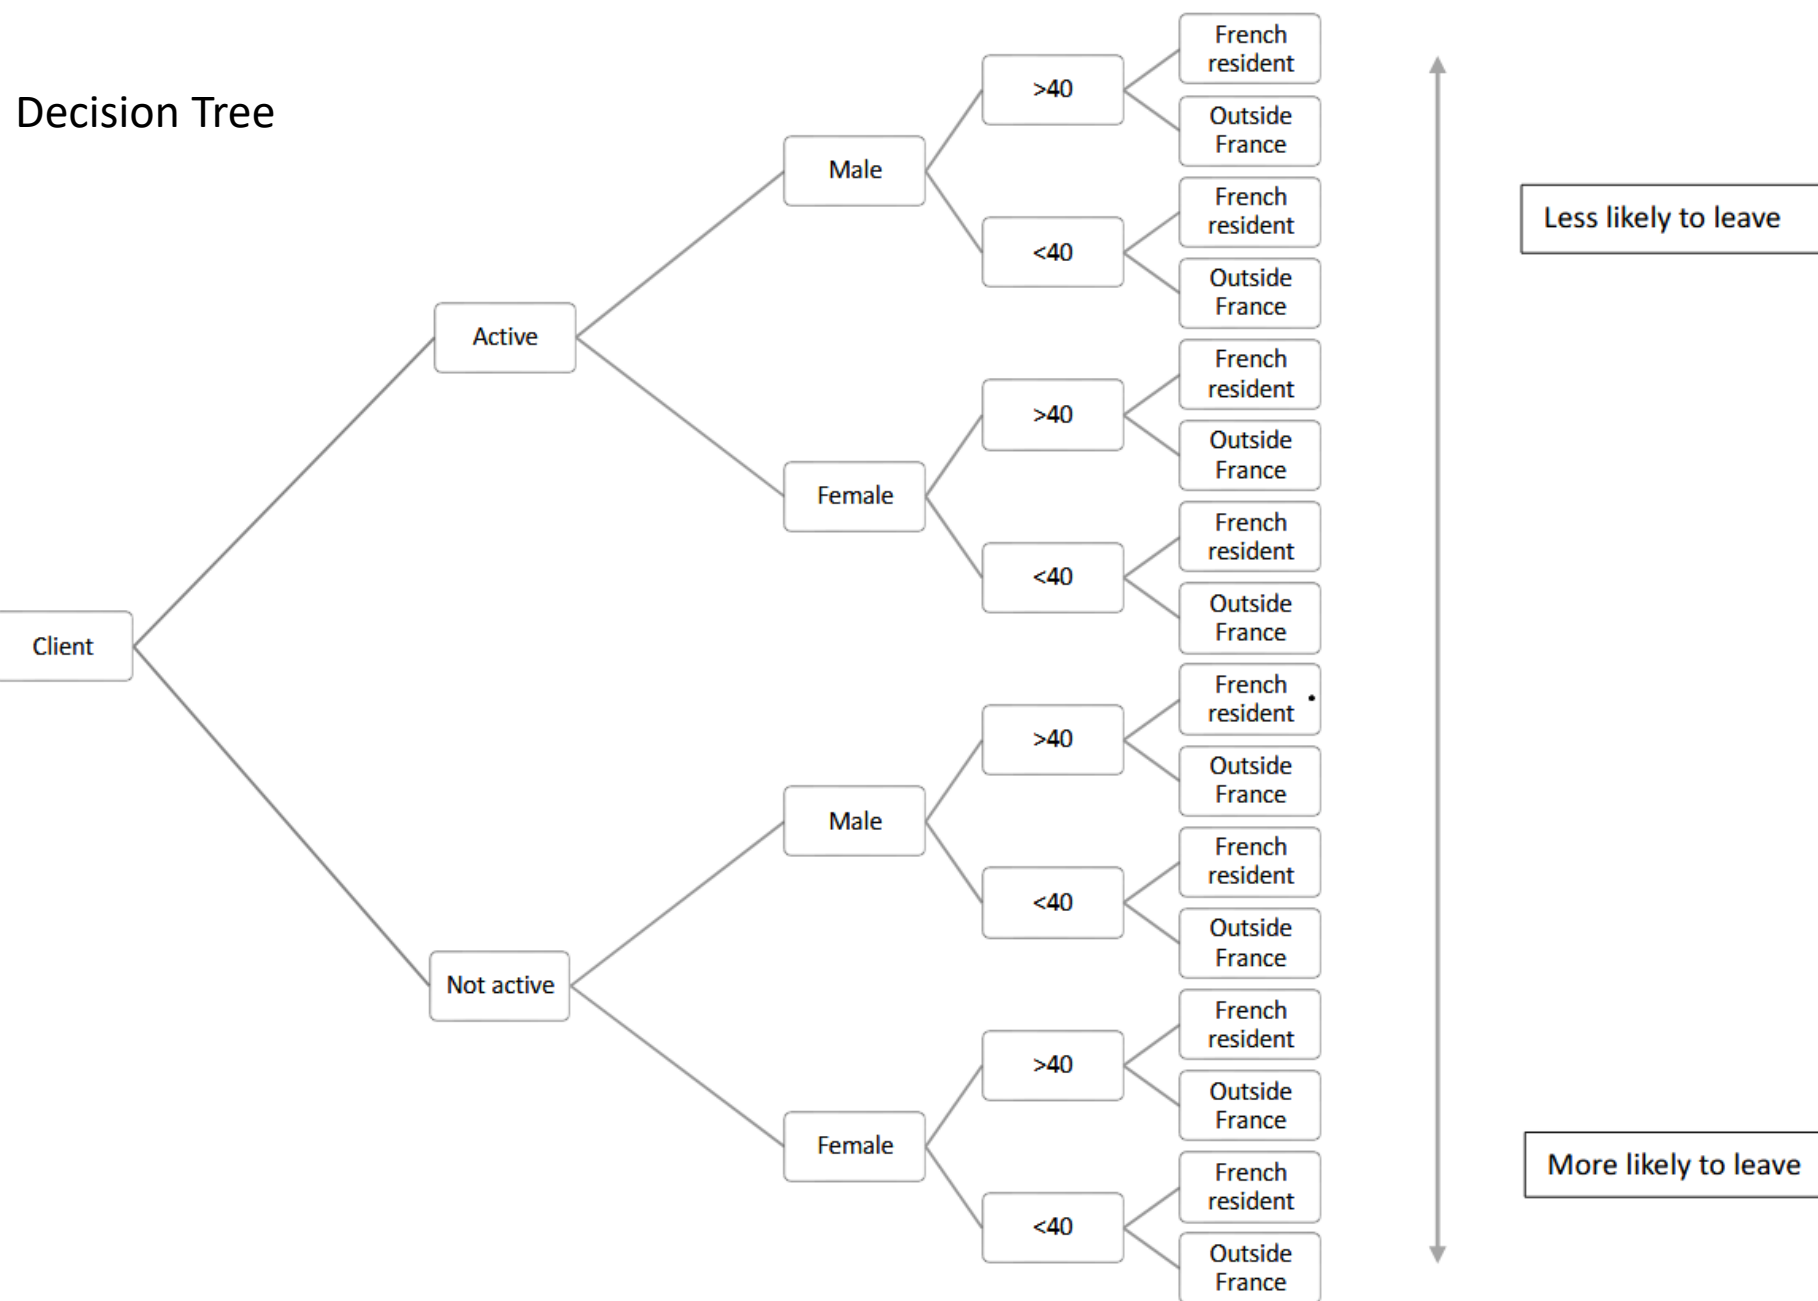 Decision Tree
Client
Active
Not active
Male
Female
Male
Female
>40
<40
>40
<40
>40
<40
>40
<40
French
resident
Outside
France
French
resident
Outside
France
French
resident
Outside
France
French
resident
Outside
France
French
resident
Outside
France
French
resident
Outside
France
French
resident
Outside
France
French
resident
Outside
France
Less likely to leave
More likely to leave